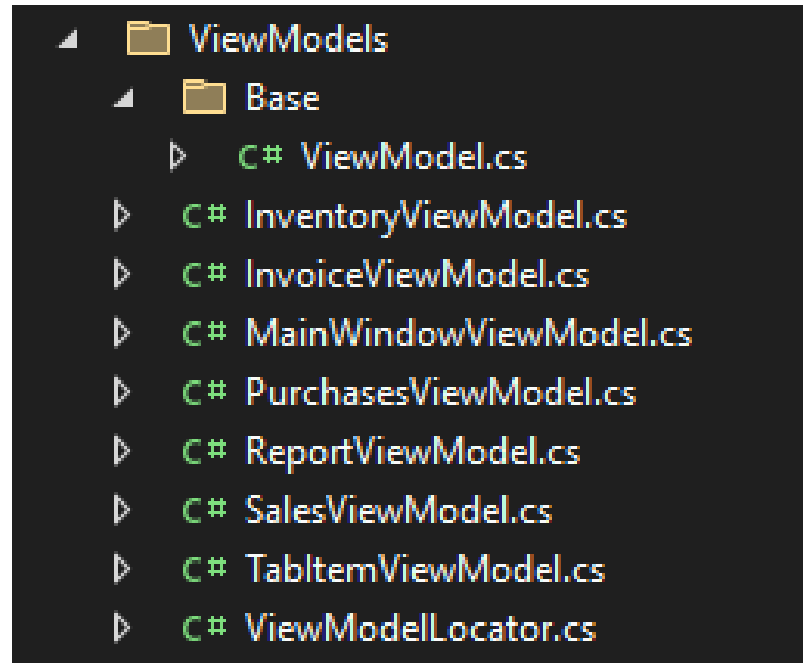 ViewModels
Base
C# ViewModel.cs
C# InventoryViewModel.cs
C# InvoiceViewModel.cs
C# MainWindowViewModel.cs
C# PurchasesViewModel.cs
C# ReportViewModel.cs
C# SalesViewModel.cs
C# TabItemViewModel.cs
C# ViewModelLocator.cs